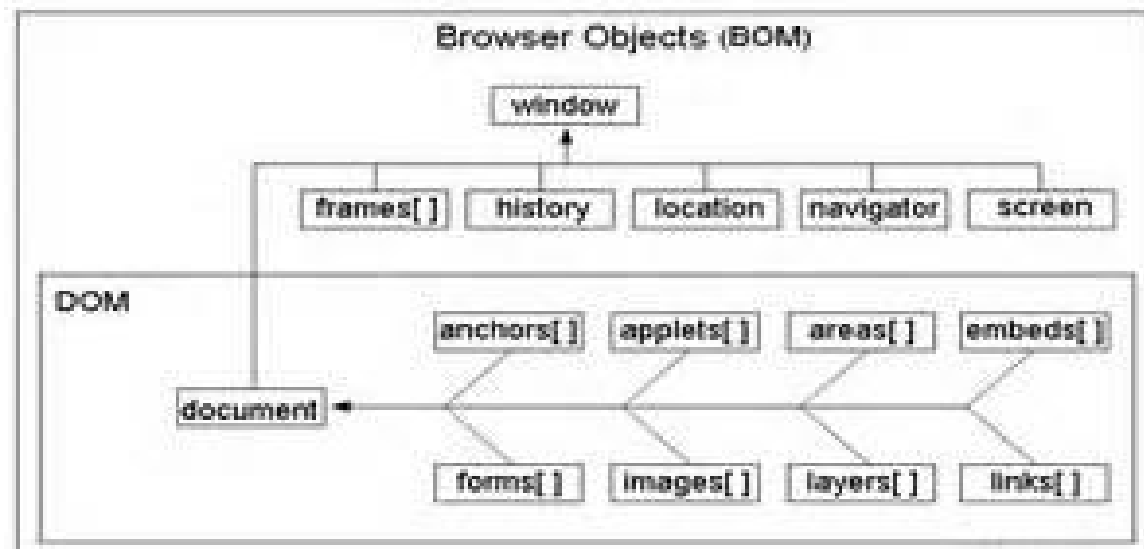 Browser Objects (BOM)
window
frames[ ] history location navigator screen
DOM
anchors[ ] applets[ ] areas[ ] embeds[ ]
document
forms[ ] images[ ] layers[ ] links[ ]